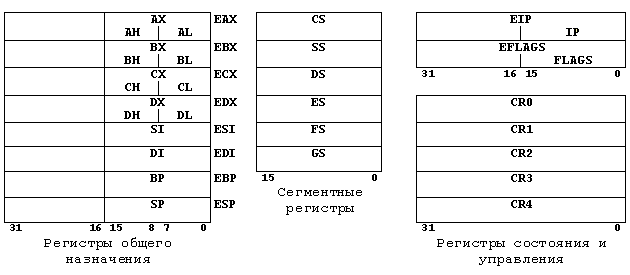 AX EAX
AH AL
BX EBX
BH BL
CX ECX
CH CL
DX EDX
DH DL
SI ESI
DI EDI
BP EBP
SP ESP
31 16 15 8 7 0
Регистры общего
назначения
CS
SS
DS
ES
FS
GS
15 0
Сегментные
регистры
EIP
IP
EFLAGS
FLAGS
31 16 15 0
CR0
CR1
CR2
CR3
CR4
31 0
Регистры состояния и
управления